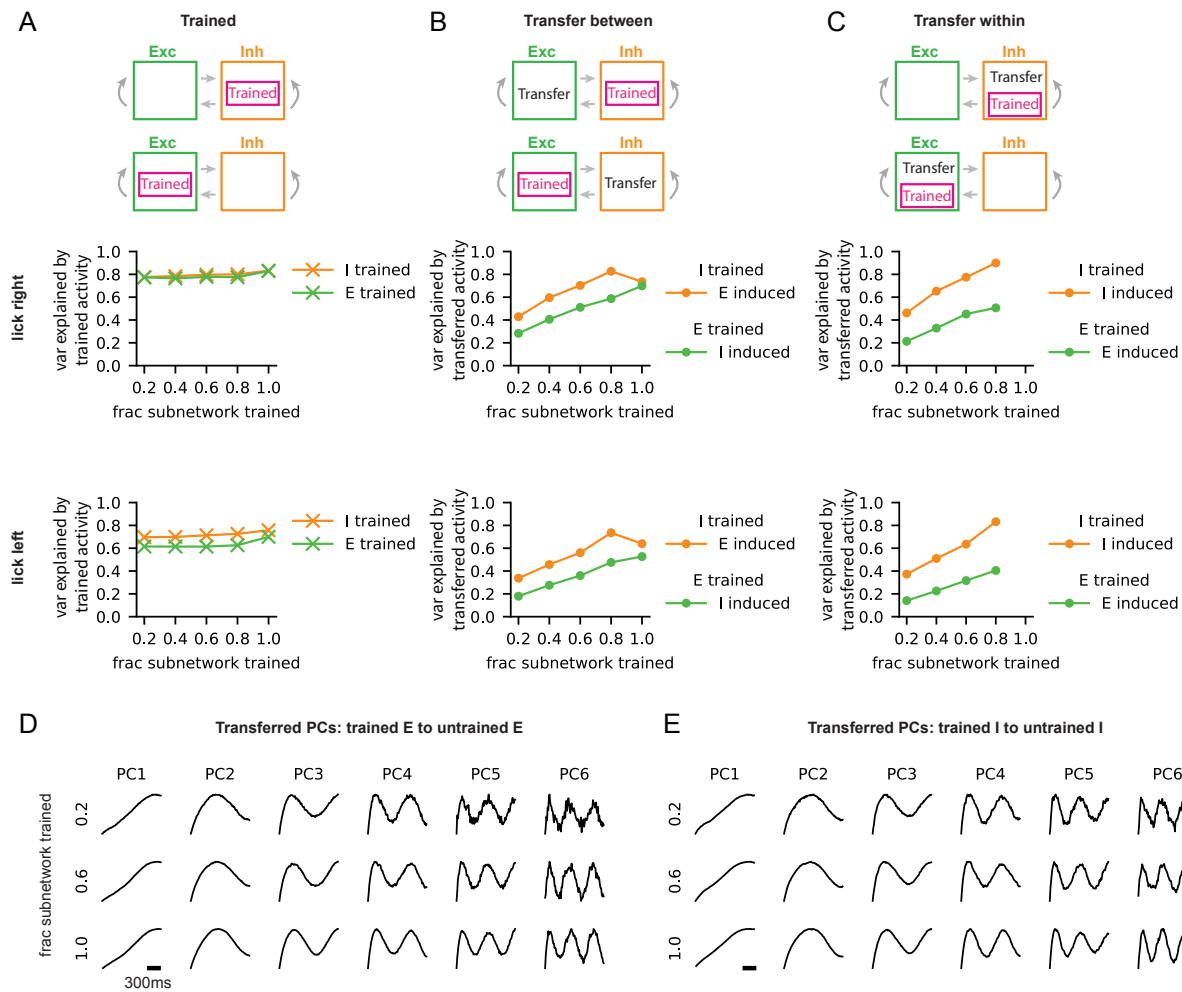 A
Trained
Exc
Inh
Trained
Exc
Inh
Trained
B
Transfer between
Exc
Inh
Transfer
Trained
Exc
Inh
Trained
Transfer
C
Transfer within
Exc
Inh
Transfer
Trained
Exc
Inh
Transfer
Trained
lick right
var explained by
trained activity
1.0
0.8
0.6
0.4
0.2
0.0
0.2 0.4 0.6 0.8 1.0
frac subnetwork trained
I trained
E trained
var explained by
transferred activity
1.0
0.8
0.6
0.4
0.2
0.0
0.2 0.4 0.6 0.8 1.0
frac subnetwork trained
I trained
E induced
E trained
I induced
var explained by
transferred activity
1.0
0.8
0.6
0.4
0.2
0.0
0.2 0.4 0.6 0.8 1.0
frac subnetwork trained
I trained
I induced
E trained
E induced
lick left
var explained by
trained activity
1.0
0.8
0.6
0.4
0.2
0.0
0.2 0.4 0.6 0.8 1.0
frac subnetwork trained
I trained
E trained
var explained by
transferred activity
1.0
0.8
0.6
0.4
0.2
0.0
0.2 0.4 0.6 0.8 1.0
frac subnetwork trained
I trained
E induced
E trained
I induced
var explained by
transferred activity
1.0
0.8
0.6
0.4
0.2
0.0
0.2 0.4 0.6 0.8 1.0
frac subnetwork trained
I trained
I induced
E trained
E induced
D
Transferred PCs: trained E to untrained E
PC1 PC2 PC3 PC4 PC5 PC6
frac subnetwork trained
0.2
0.6
1.0
300ms
E
Transferred PCs: trained I to untrained I
PC1 PC2 PC3 PC4 PC5 PC6
0.2
0.6
1.0